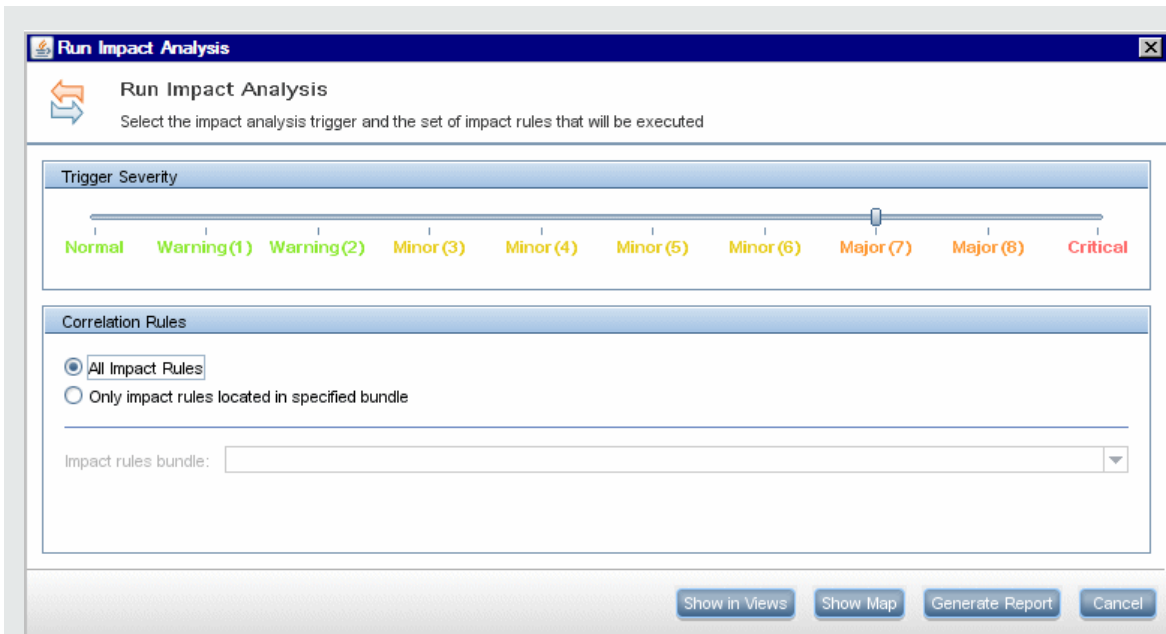 Run Impact Analysis
Run Impact Analysis
Select the impact analysis trigger and the set of impact rules that will be executed
Trigger Severity
Normal Warning(1) Warning(2) Minor(3) Minor(4) Minor(5) Minor(6) Major(7) Major(8) Critical
Correlation Rules
All Impact Rules
Only impact rules located in specified bundle
Impact rules bundle:
Show in Views Show Map Generate Report Cancel